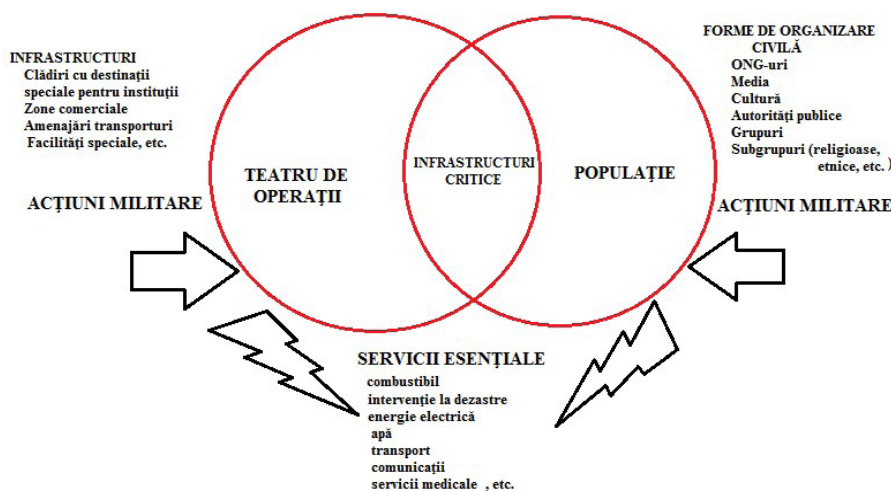 INFRASTRUCTURI
Clădiri cu destinații
speciale pentru instituții
Zone comerciale
Amenajări transporturi
Facilități speciale, etc.
ACȚIUNI MILITARE
TEATRU DE
OPERAȚII
INFRASTRUCTURI
CRITICE
POPULAȚIE
FORME DE ORGANIZARE
CIVILĂ
ONG-uri
Media
Cultură
Autorități publice
Grupuri
Subgrupuri (religioase,
etnice, etc. )
ACȚIUNI MILITARE
SERVICII ESENȚIALE
combustibil
intervenție la dezastre
energie electrică
apă
transport
comunicații
servicii medicale , etc.